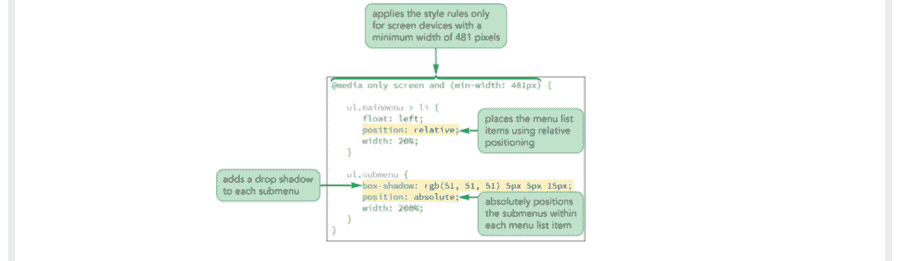 applies the style rules only
for screen devices with a
minimum width of 481 pixels
@media only screen and (min-width: 481px) {
ul.mainmenu > li {
float: left;
position: relative;
width: 20%;
}
places the menu list
items using relative
positioning
ul.submenu {
box-shadow: rgb(51, 51, 51) 5px 5px 15px;
position: absolute;
width: 200%;
}
}
adds a drop shadow
to each submenu
absolutely positions
the submenus within
each menu list item